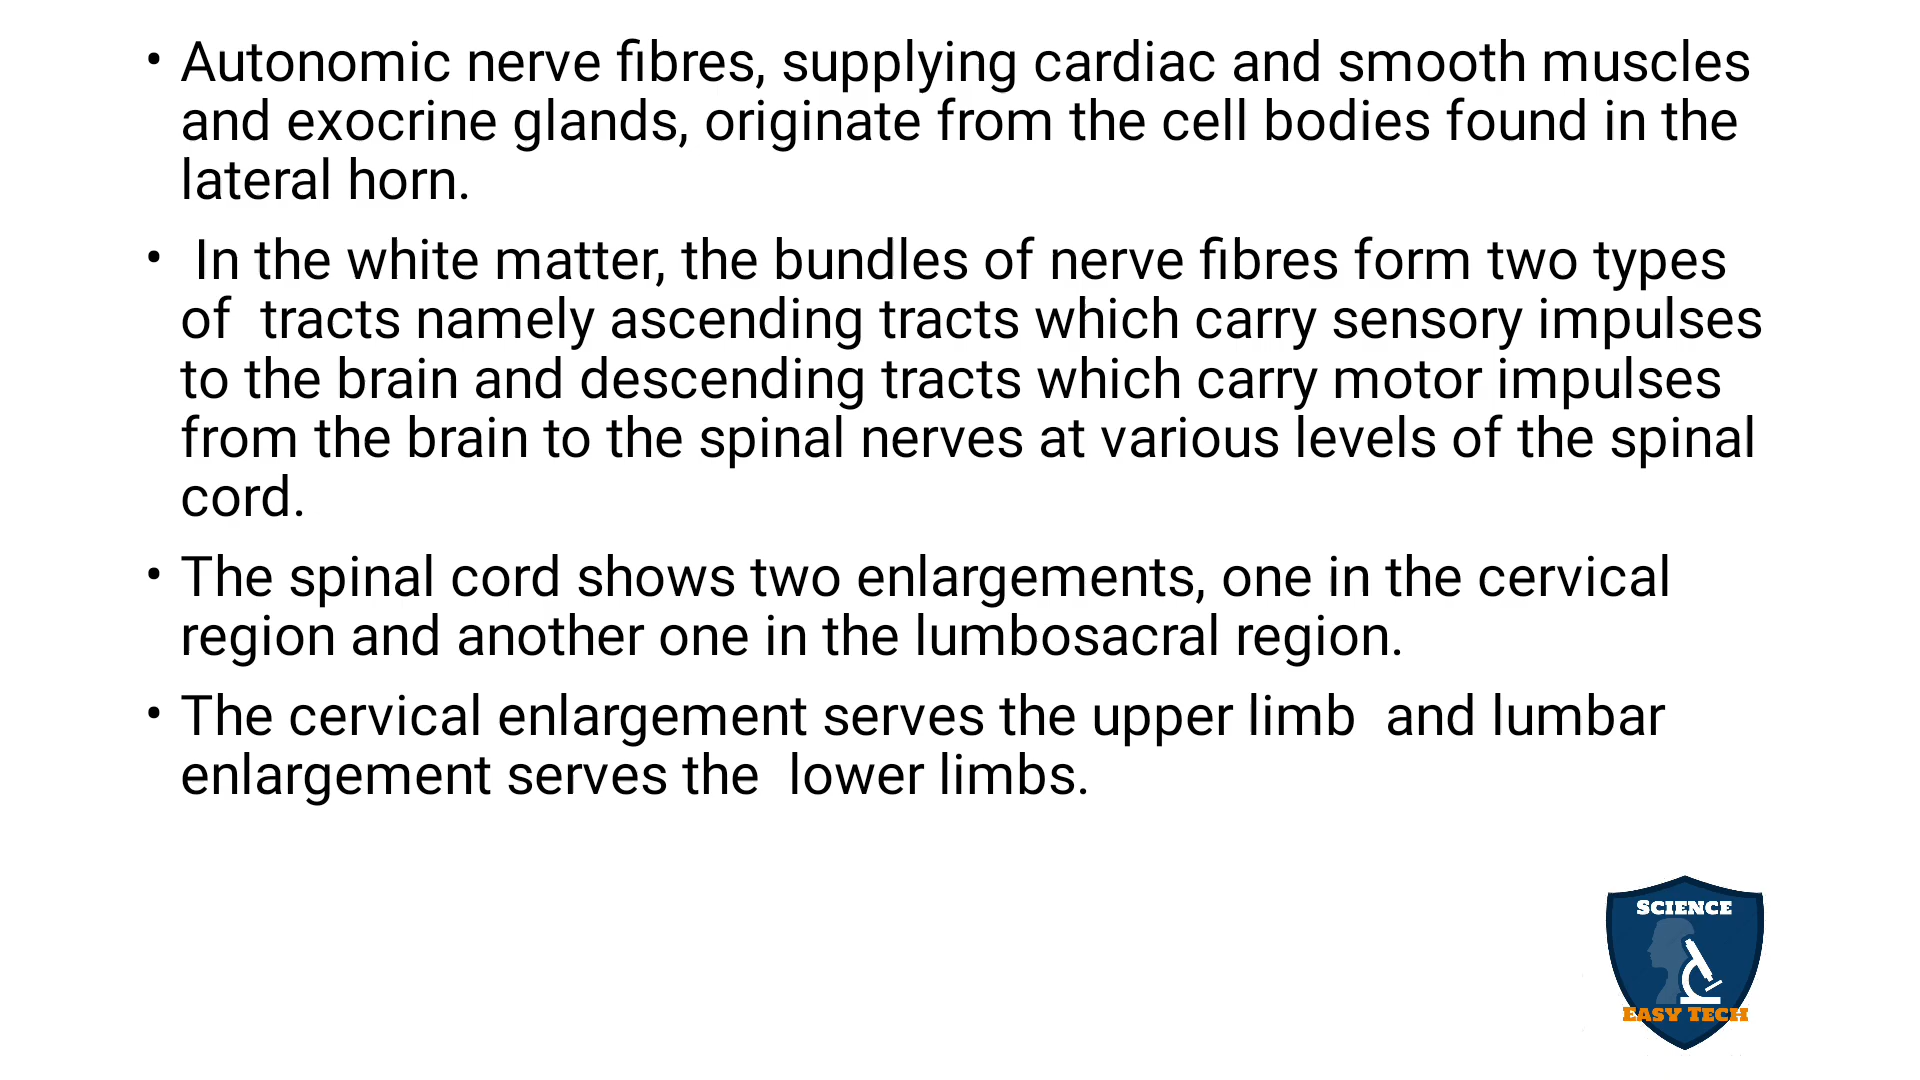 • Autonomic nerve fibres, supplying cardiac and smooth muscles
and exocrine glands, originate from the cell bodies found in the
lateral horn.
• In the white matter, the bundles of nerve fibres form two types
of  tracts namely ascending tracts which carry sensory impulses
to the brain and descending tracts which carry motor impulses
from the brain to the spinal nerves at various levels of the spinal
cord.
• The spinal cord shows two enlargements, one in the cervical
region and another one in the lumbosacral region.
• The cervical enlargement serves the upper limb  and lumbar
enlargement serves the  lower limbs.
SCIENCE
EASY TECH